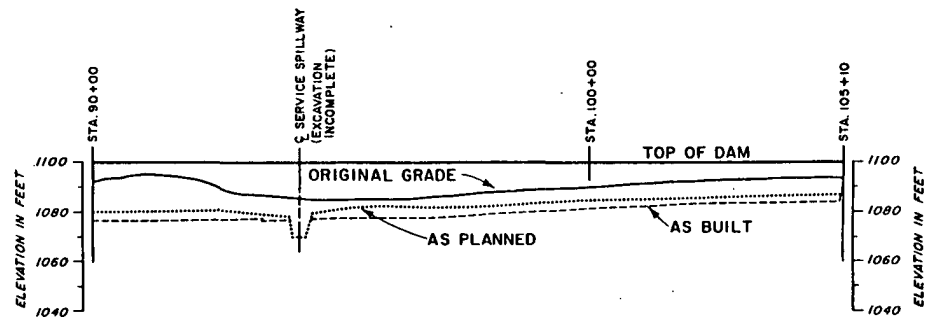 STA. 90+00
℄ SERVICE SPILLWAY
(EXCAVATION
INCOMPLETE)
STA. 100+00
STA. 105+10
ELEVATION IN FEET
1100
1080
1060
1040
TOP OF DAM
ORIGINAL GRADE
AS PLANNED
AS BUILT
1100
1080
1060
1040
ELEVATION IN FEET